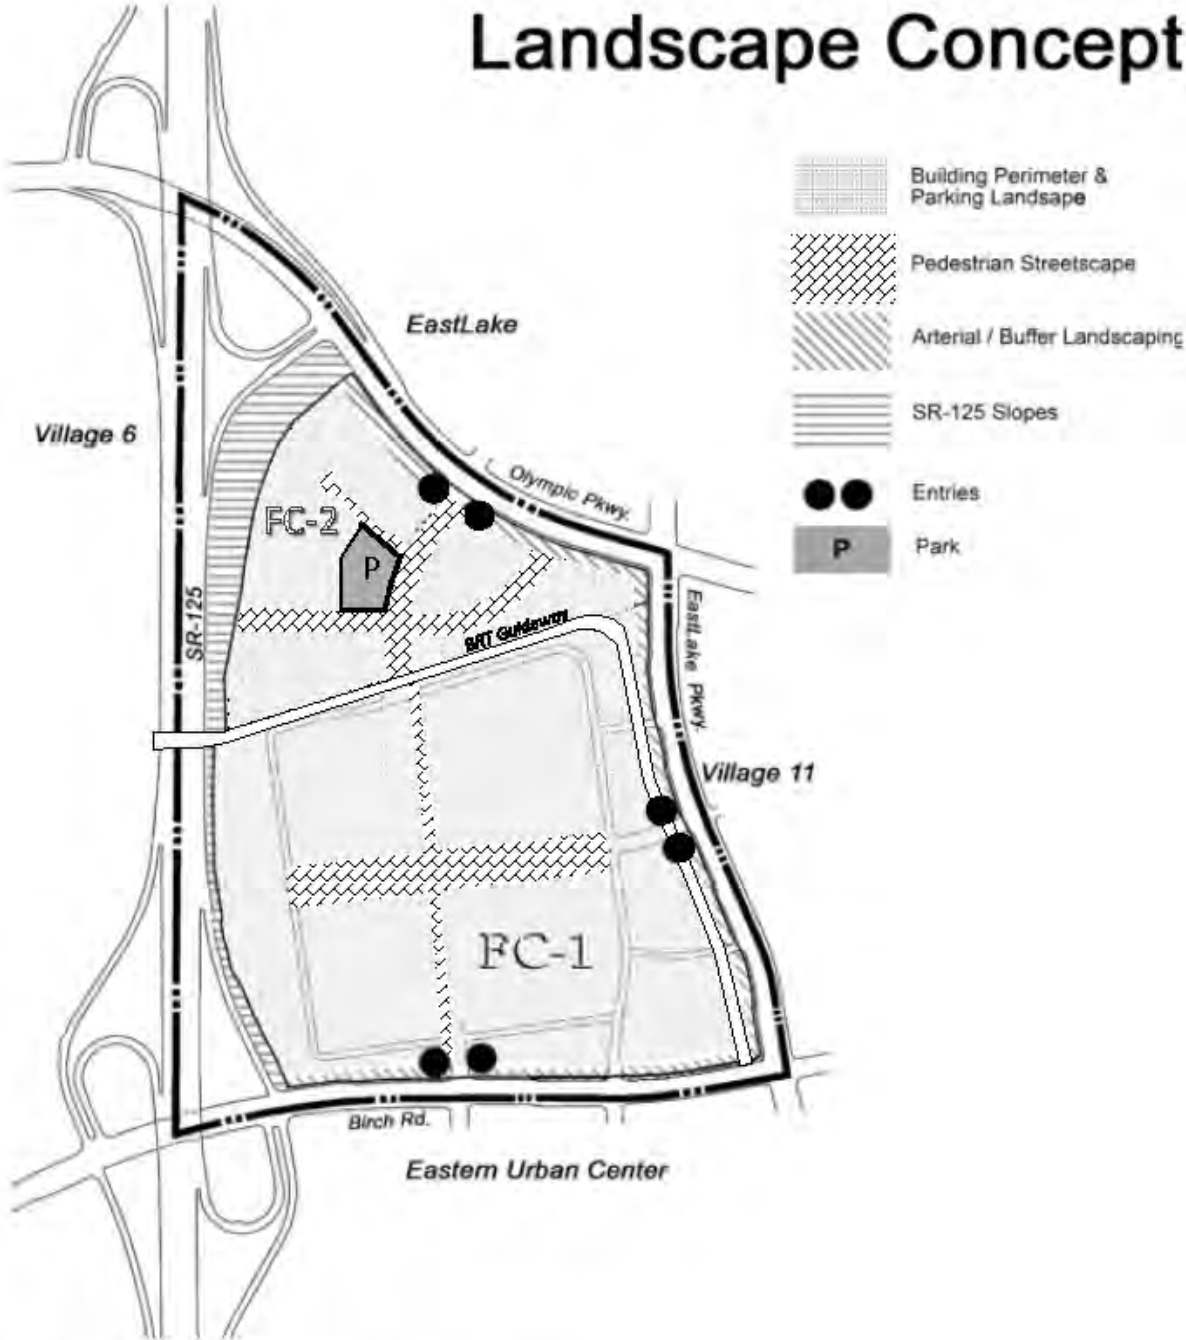 Landscape Concept
Building Perimeter &
Parking Landsape
Pedestrian Streetscape
Arterial / Buffer Landscaping
SR-125 Slopes
Entries
P
Park
EastLake
Village 6
Olympic Pkwy.
FC-2
P
SR-125
BRT Guideway
EastLake Pkwy.
Village 11
FC-1
Birch Rd.
Eastern Urban Center